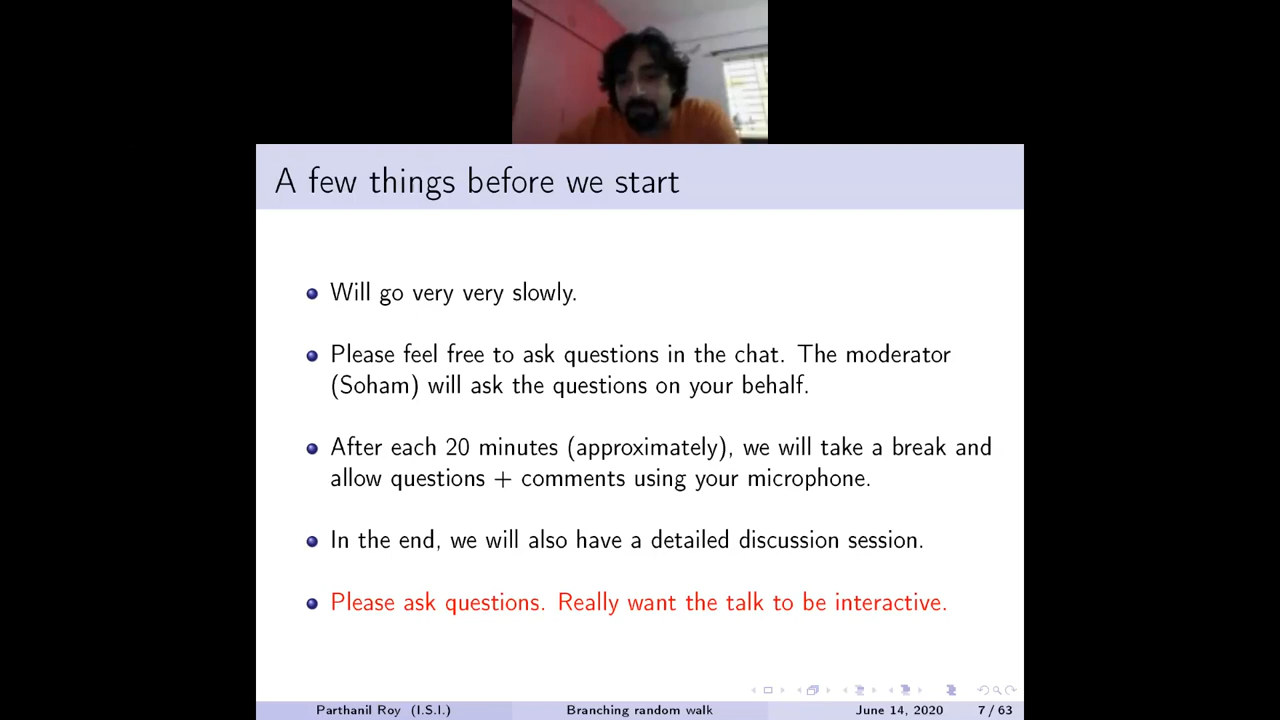 A few things before we start
Will go very very slowly.
Please feel free to ask questions in the chat. The moderator
(Soham) will ask the questions on your behalf.
After each 20 minutes (approximately), we will take a break and
allow questions + comments using your microphone.
In the end, we will also have a detailed discussion session.
Please ask questions. Really want the talk to be interactive.
Parthanil Roy (I.S.I.) Branching random walk June 14, 2020 7 / 63